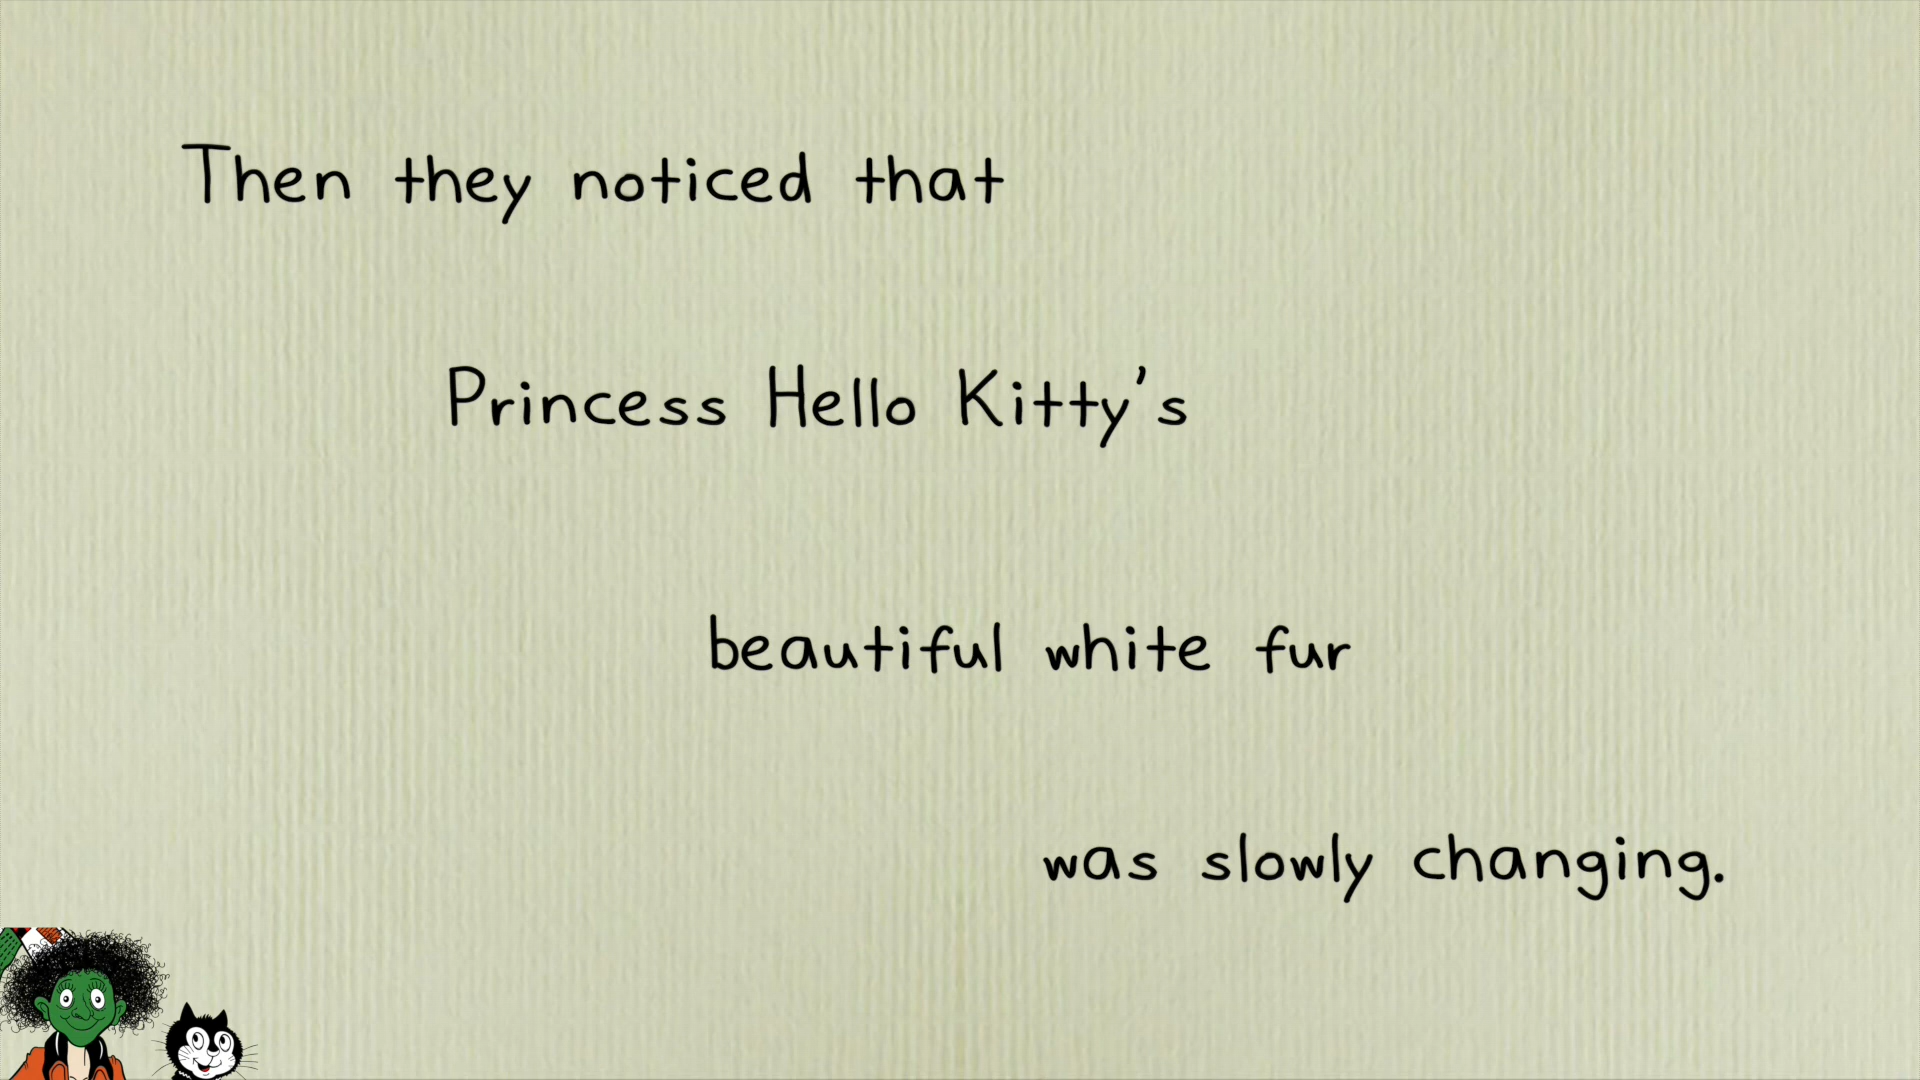 Then they noticed that
Princess Hello Kitty's
beautiful white fur
was slowly changing.